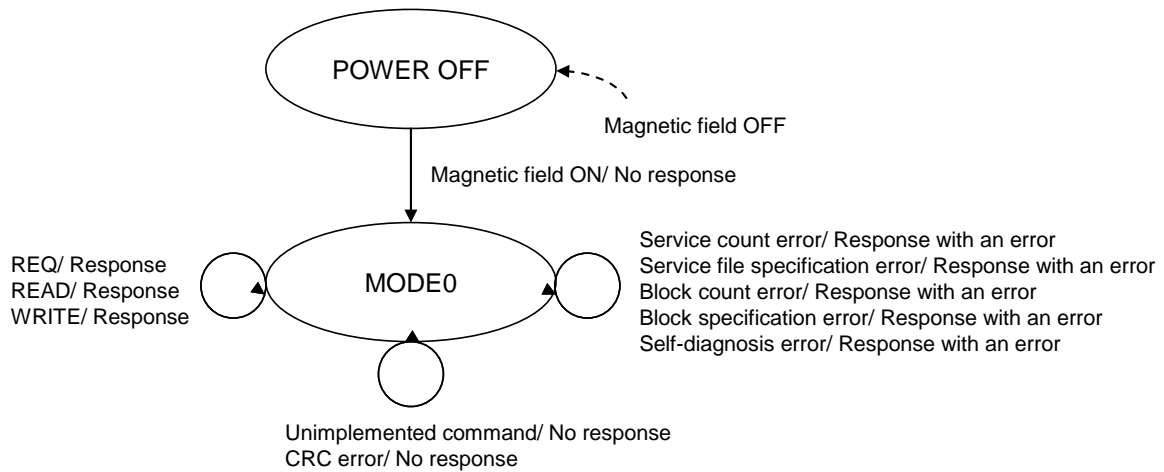 POWER OFF
Magnetic field OFF
Magnetic field ON/ No response
REQ/ Response
READ/ Response
WRITE/ Response
MODE0
Service count error/ Response with an error
Service file specification error/ Response with an error
Block count error/ Response with an error
Block specification error/ Response with an error
Self-diagnosis error/ Response with an error
Unimplemented command/ No response
CRC error/ No response